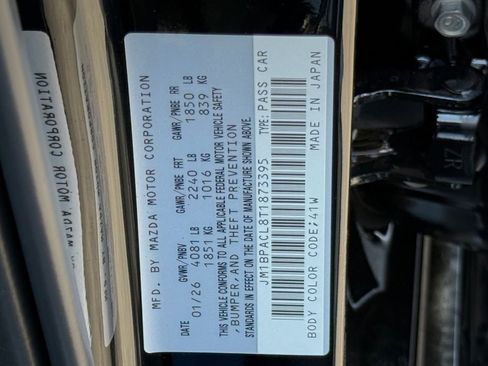 MFD. BY MAZDA MOTOR CORPORATION
GVWR/PNBV GAWR/PNBE FRT GAWR/PNBE RR
DATE 01/26 4081 LB 2240 LB 1850 LB
1851 KG 1016 KG 839 KG
THIS VEHICLE CONFORMS TO ALL APPLICABLE FEDERAL MOTOR VEHICLE SAFETY
,BUMPER,AND THEFT PREVENTION
STANDARDS IN EFFECT ON THE DATE OF MANUFACTURE SHOWN ABOVE.
JM1BPACL8T1873395 TYPE: PASS CAR
BODY COLOR CODE;41W MADE IN JAPAN
MAZDA MOTOR CORPORATION